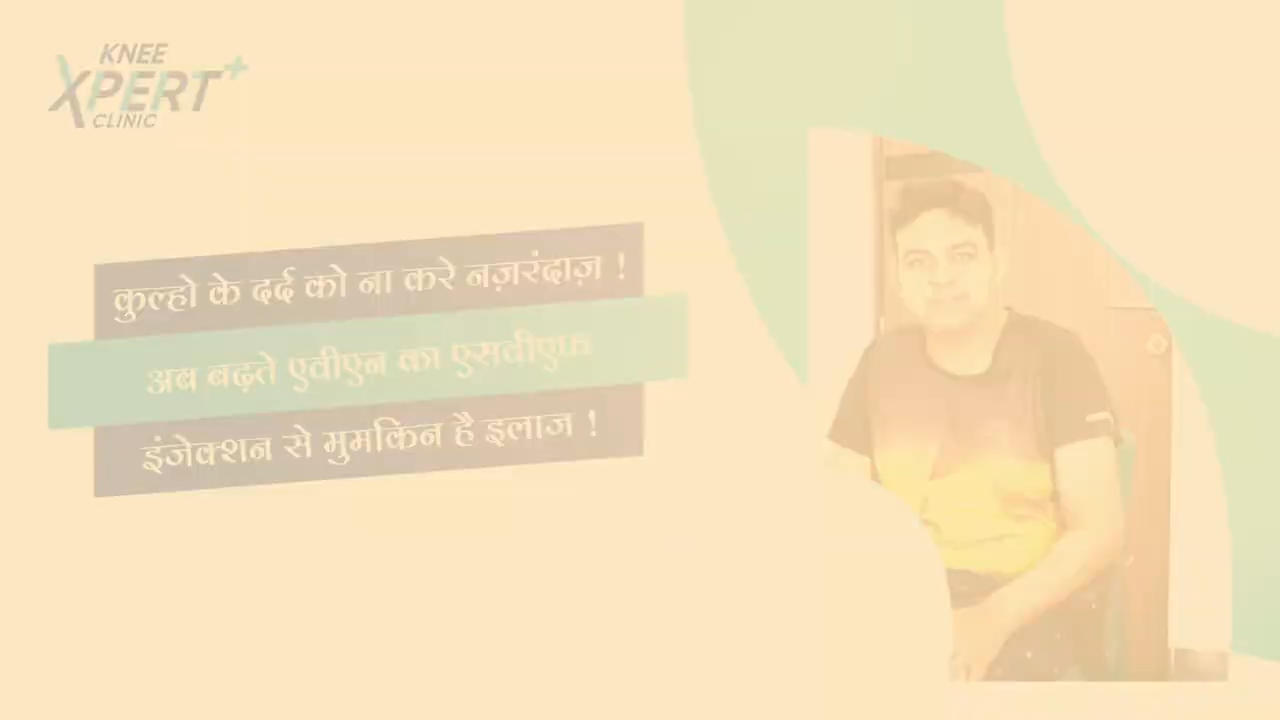 KNEE
XPERT+
CLINIC
कुल्हो के दर्द को ना करे नज़रंदाज़ !
अब बढ़ते एवीएन का एसवीएफ
इंजेक्शन से मुमकिन है इलाज !